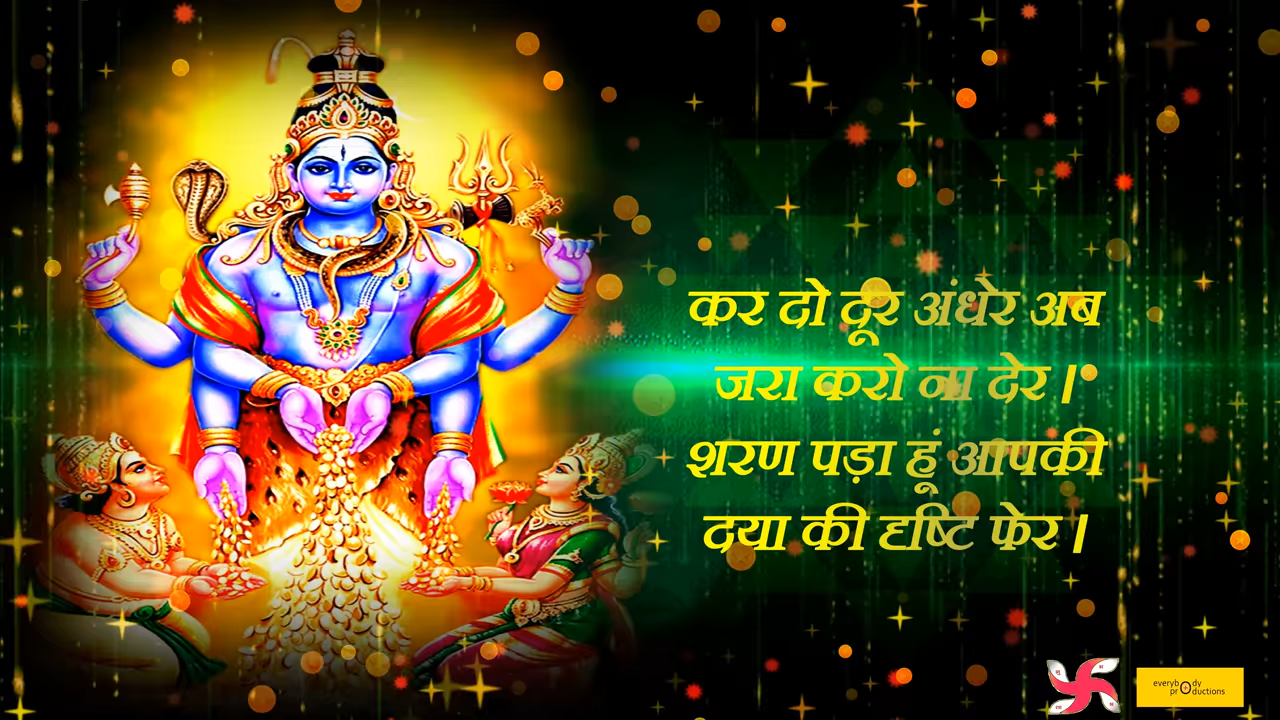 कर दो दूर अंधेर अब
जरा करो ना देर ।
शरण पड़ा हूं आपकी
दया की दृष्टि फेर ।
everybody
productions